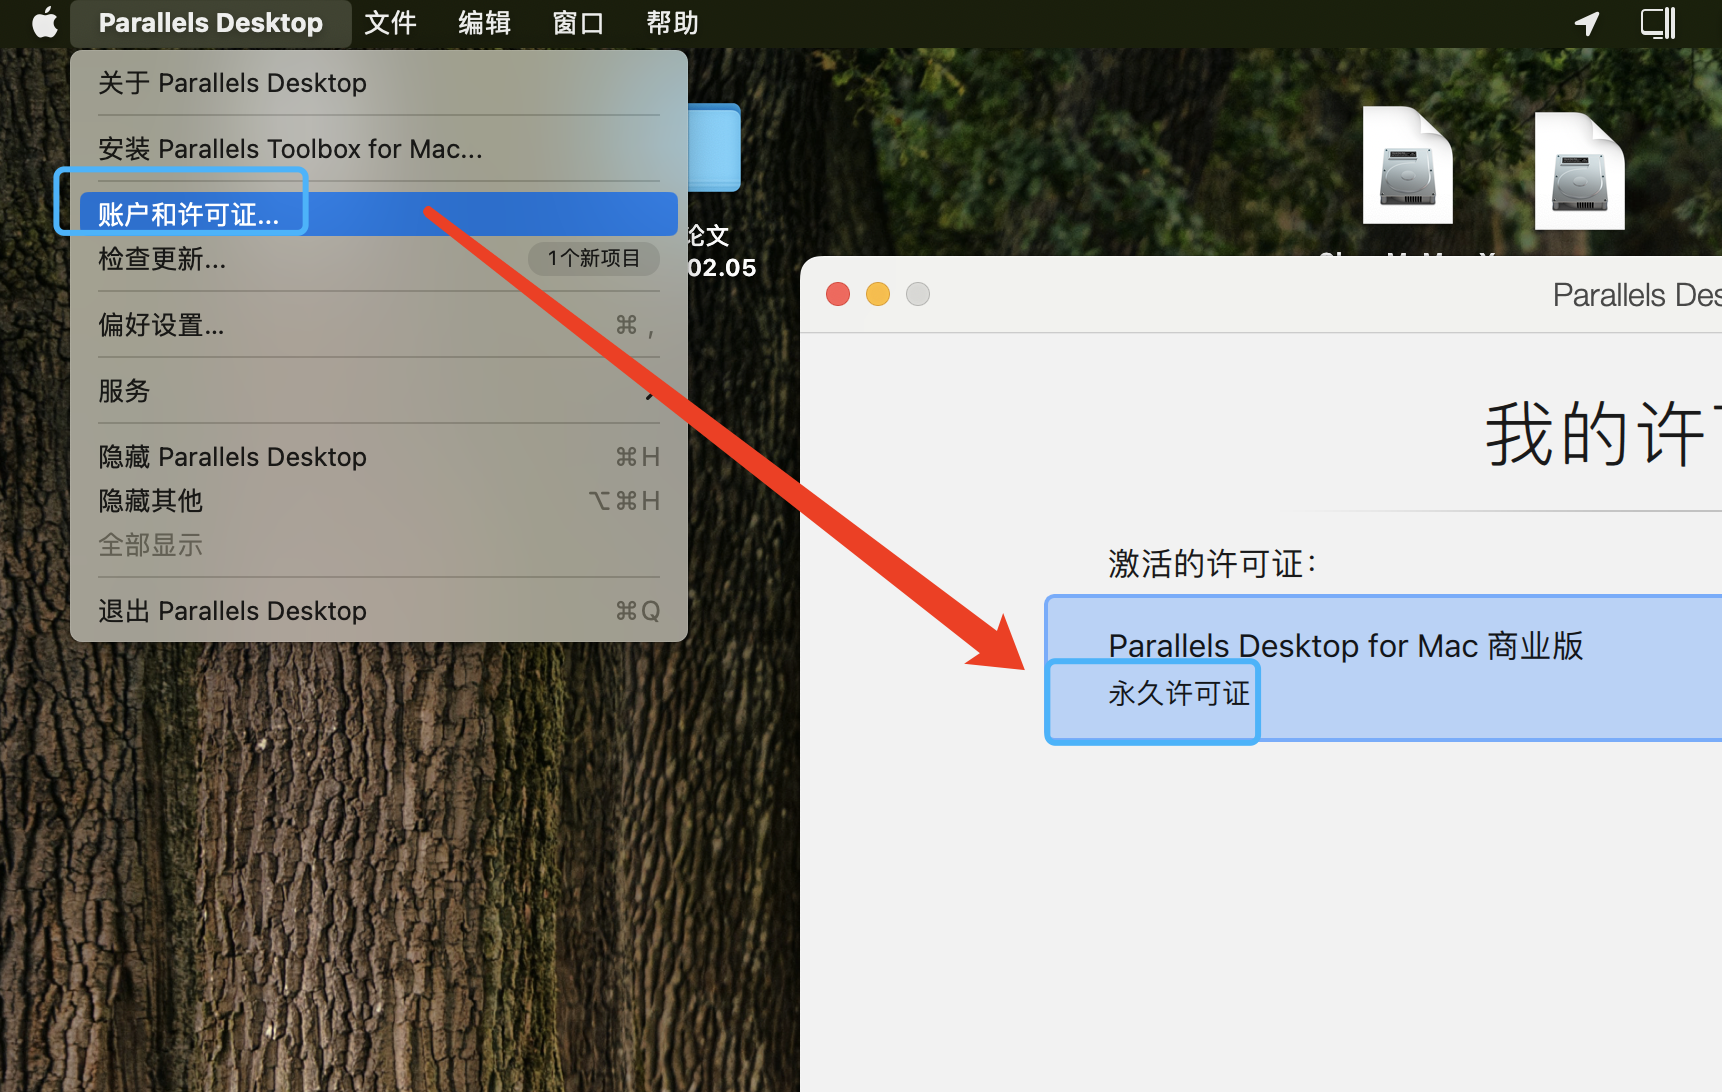 Parallels Desktop 文件 编辑 窗口 帮助
关于 Parallels Desktop
安装 Parallels Toolbox for Mac...
账户和许可证...
检查更新... 1个新项目
偏好设置... ⌘ ,
服务
隐藏 Parallels Desktop ⌘H
隐藏其他 ⌥⌘H
全部显示
退出 Parallels Desktop ⌘Q
论文
02.05
Parallels Des
我的许
激活的许可证：
Parallels Desktop for Mac 商业版
永久许可证